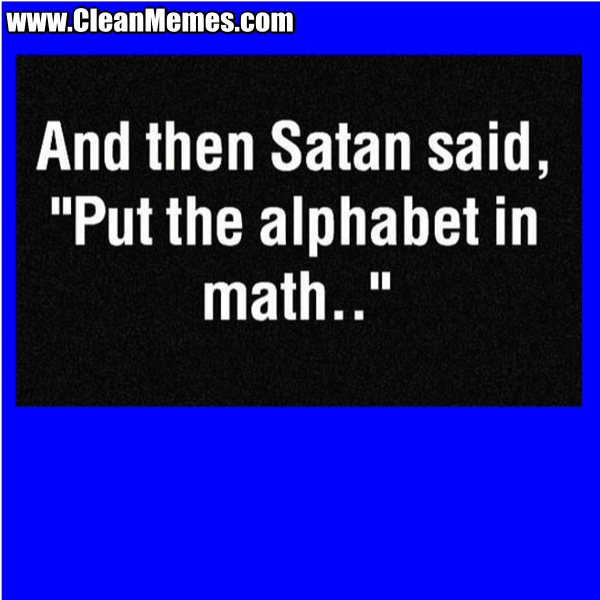 www.CleanMemes.com
And then Satan said,
"Put the alphabet in
math.."